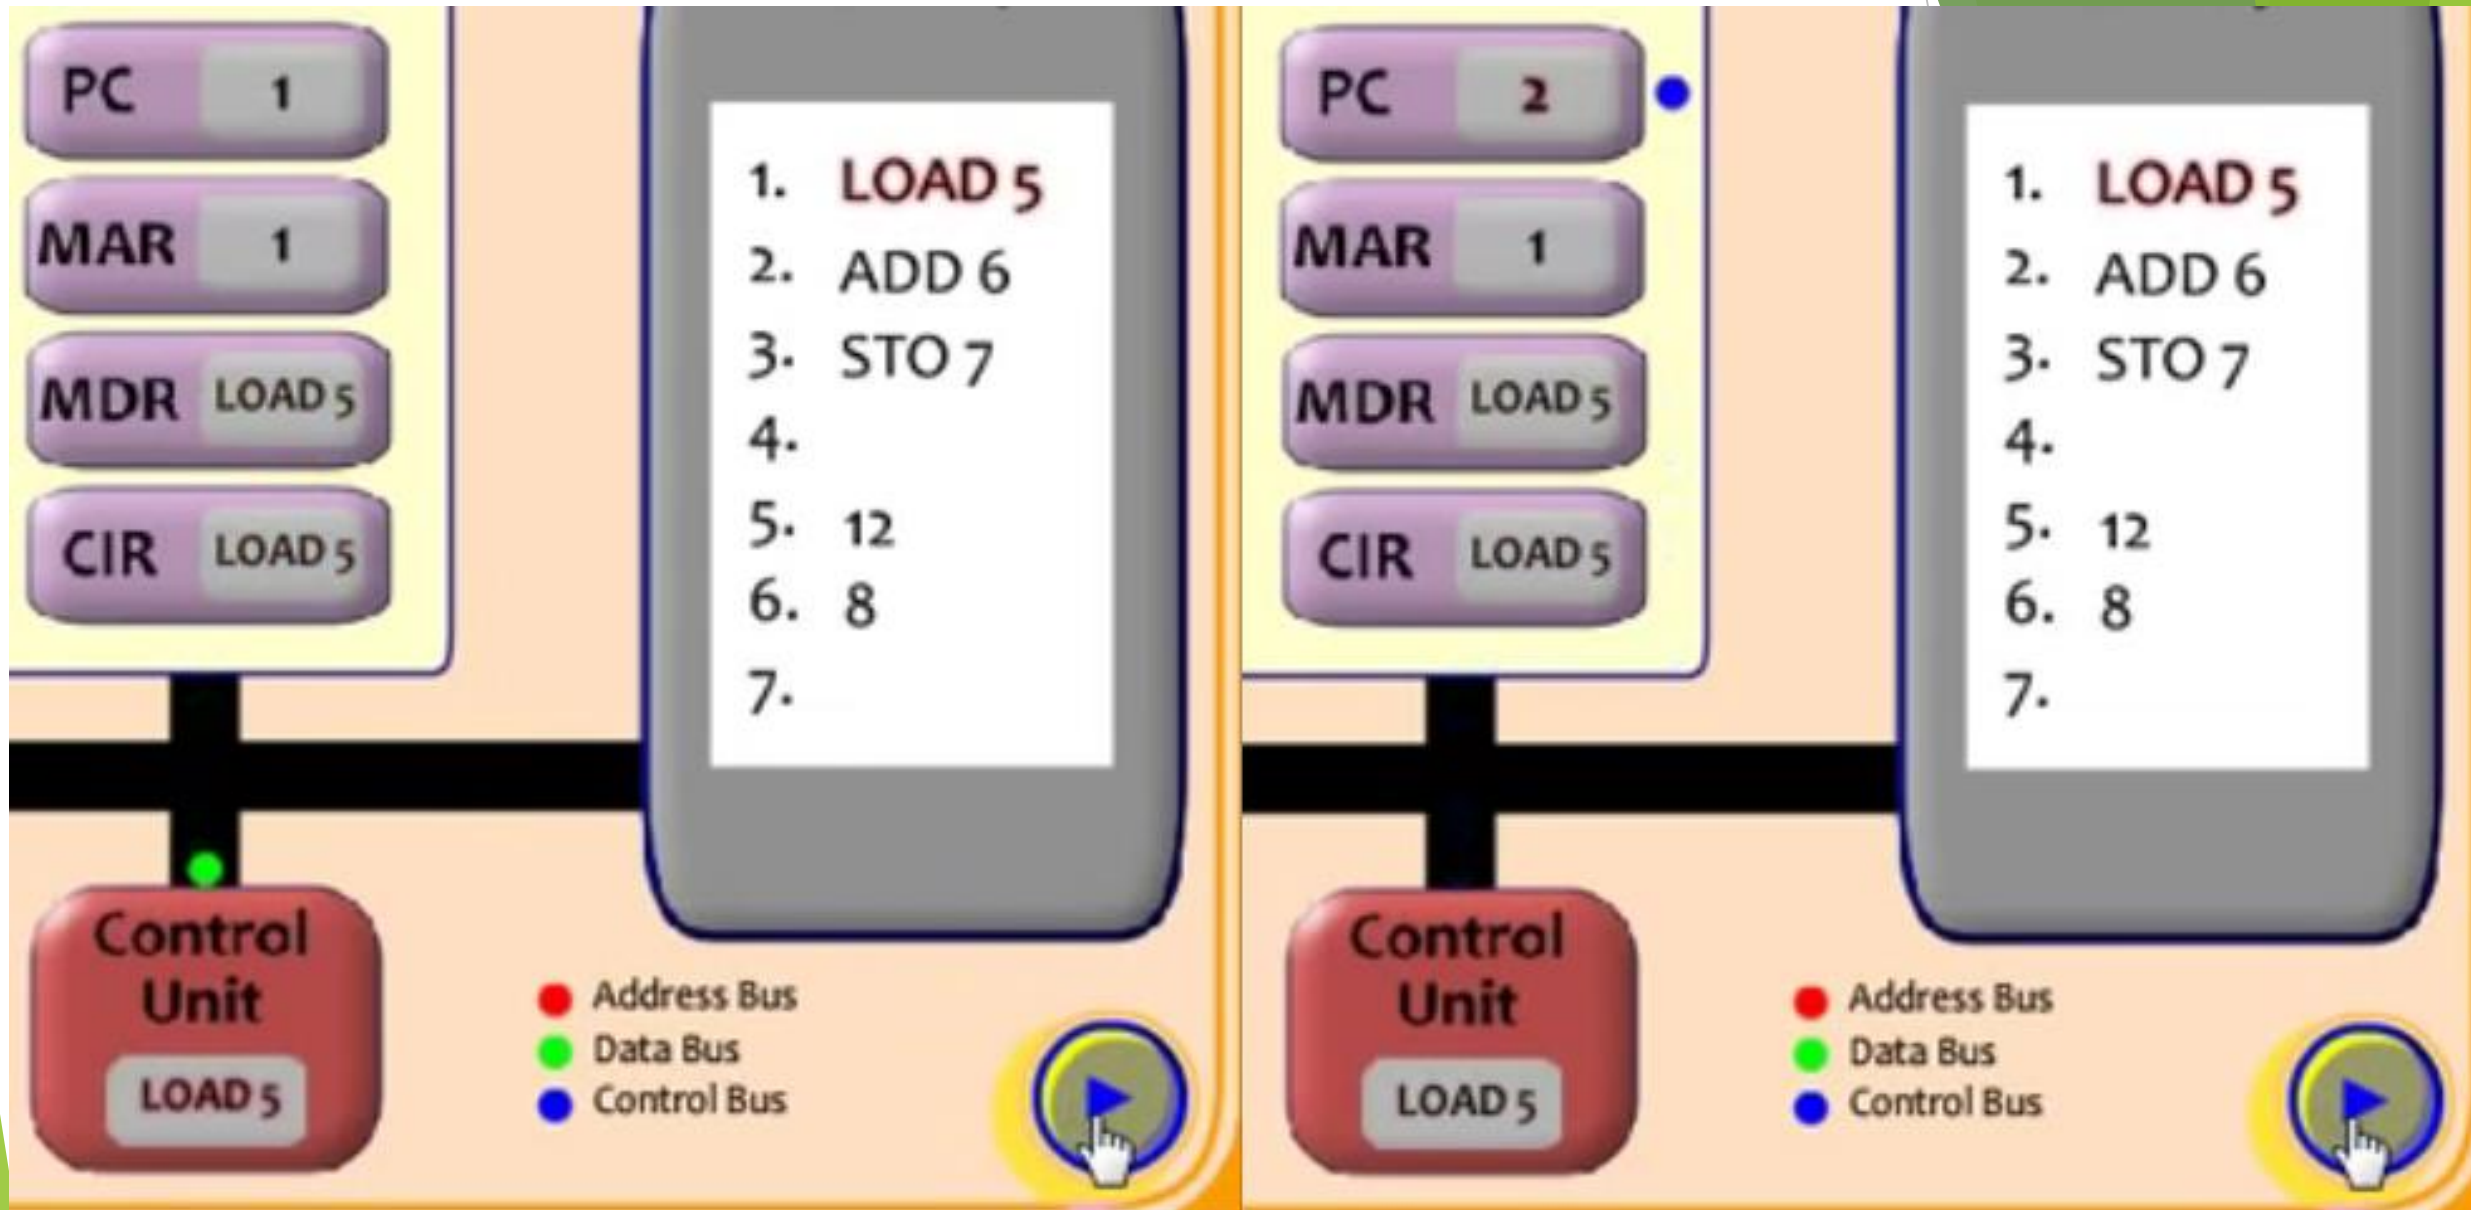 PC 1
MAR 1
MDR LOAD 5
CIR LOAD 5
1. LOAD 5
2. ADD 6
3. STO 7
4.
5. 12
6. 8
7.
Control
Unit
LOAD 5
Address Bus
Data Bus
Control Bus
PC 2
MAR 1
MDR LOAD 5
CIR LOAD 5
1. LOAD 5
2. ADD 6
3. STO 7
4.
5. 12
6. 8
7.
Control
Unit
LOAD 5
Address Bus
Data Bus
Control Bus